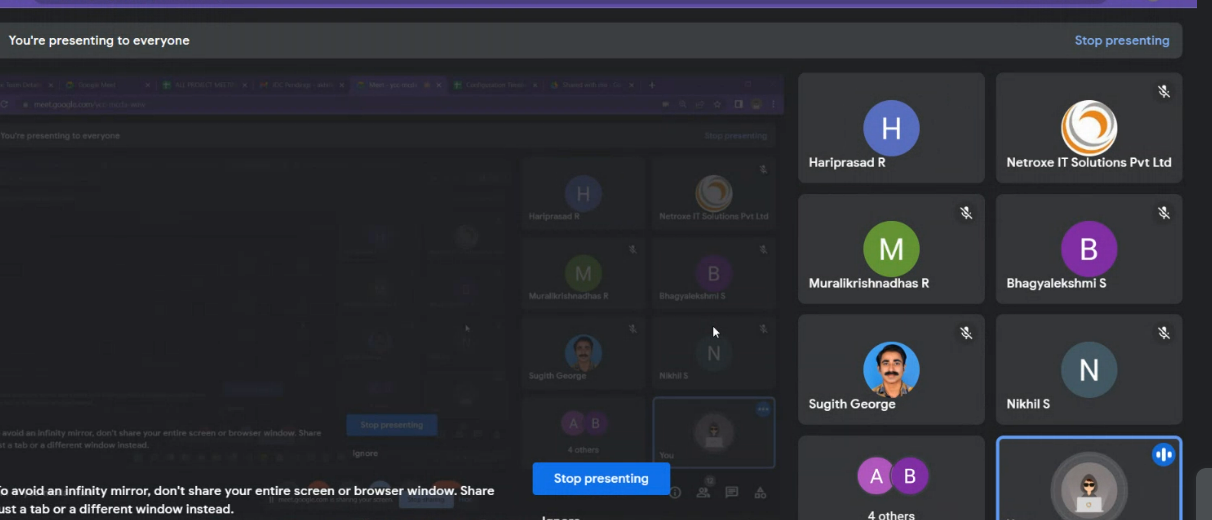 You're presenting to everyone
Stop presenting
meet.google.com
You're presenting to everyone
Stop presenting
H
Hariprasad R
Netroxe IT Solutions Pvt Ltd
M
Muralikrishnadhas R
B
Bhagyalekshmi S
Sugith George
N
Nikhil S
A B
4 others
You
Stop presenting
Ignore
avoid an infinity mirror, don't share your entire screen or browser window. Share
t a tab or a different window instead.
H
Hariprasad R
Netroxe IT Solutions Pvt Ltd
M
Muralikrishnadhas R
B
Bhagyalekshmi S
Sugith George
N
Nikhil S
A B
4 others
Stop presenting
o avoid an infinity mirror, don't share your entire screen or browser window. Share
ust a tab or a different window instead.
Ignore